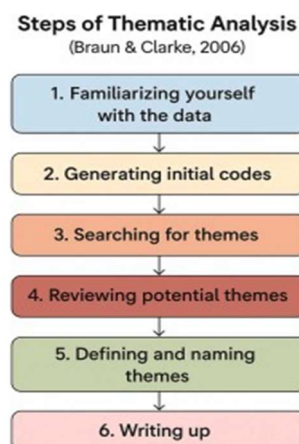 Steps of Thematic Analysis
(Braun & Clarke, 2006)
1. Familiarizing yourself
with the data
2. Generating initial codes
3. Searching for themes
4. Reviewing potential themes
5. Defining and naming
themes
6. Writing up